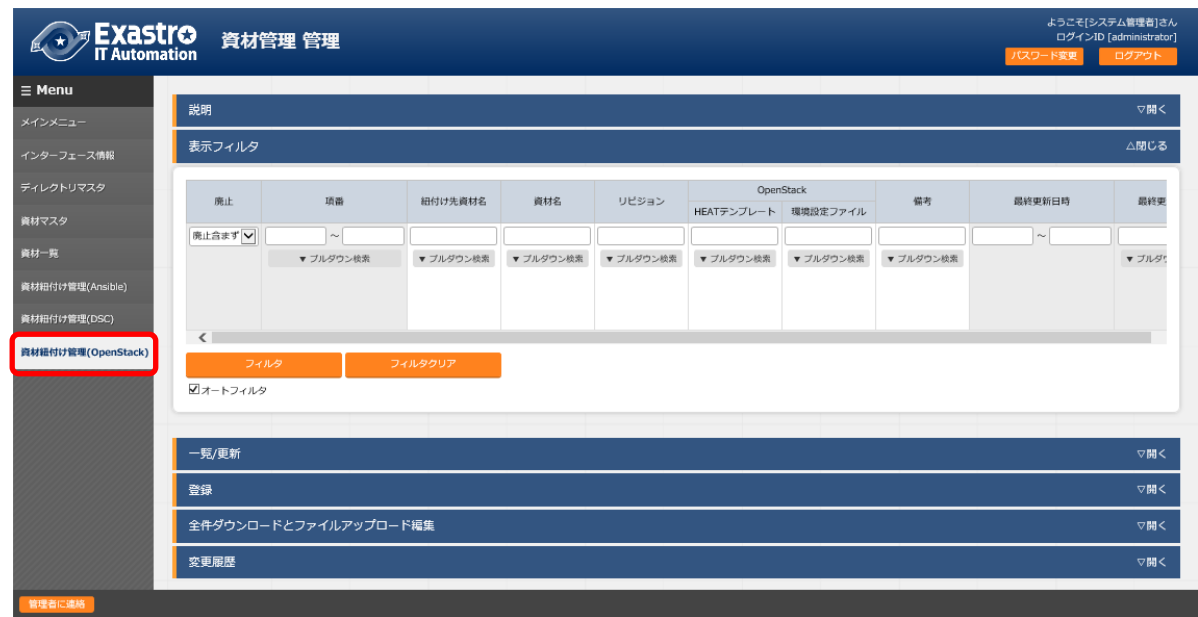 Exastro
IT Automation
資材管理 管理
ようこそ[システム管理者]さん
ログインID [administrator]
パスワード変更 ログアウト
Menu
メインメニュー
インターフェース情報
ディレクトリマスタ
資材マスタ
資材一覧
資材紐付け管理(Ansible)
資材紐付け管理(DSC)
資材紐付け管理(OpenStack)
説明 ▽開く
表示フィルタ △閉じる
廃止 項番 紐付け先資材名 資材名 リビジョン OpenStack 備考 最終更新日時 最終更
HEATテンプレート 環境設定ファイル
廃止含まず ～ ～
▼ プルダウン検索 ▼ プルダウン検索 ▼ プルダウン検索 ▼ プルダウン検索 ▼ プルダウン検索 ▼ プルダウン検索 ▼ プルダウン検索 ▼ プルダ
フィルタ フィルタクリア
オートフィルタ
一覧/更新 ▽開く
登録 ▽開く
全件ダウンロードとファイルアップロード編集 ▽開く
変更履歴 ▽開く
管理者に連絡